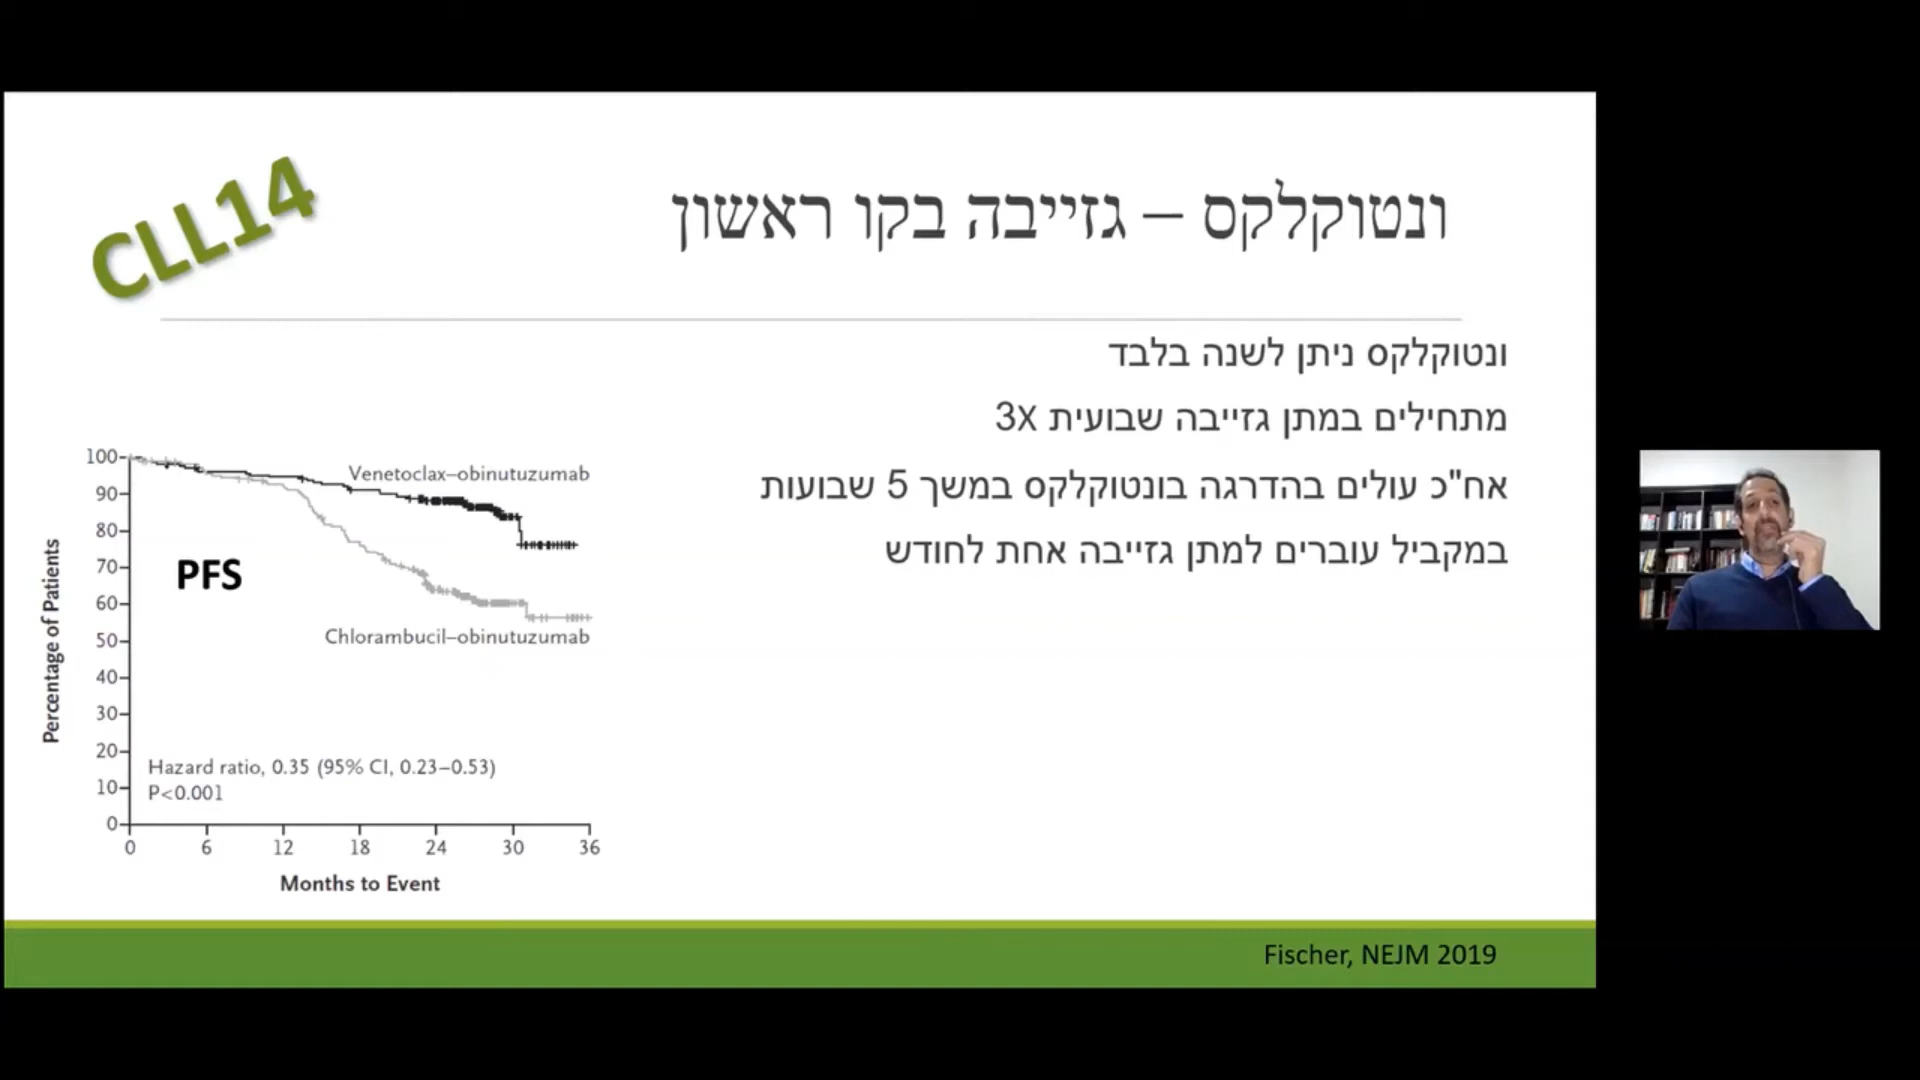 CLL14
ונטוקלקס – גזייבה בקו ראשון
ונטוקלקס ניתן לשנה בלבד
מתחילים במתן גזייבה שבועית 3X
אח"כ עולים בהדרגה בונטוקלקס במשך 5 שבועות
במקביל עוברים למתן גזייבה אחת לחודש
Percentage of Patients
100
90
80
70
60
50
40
30
20
10
0
Venetoclax–obinutuzumab
PFS
Chlorambucil–obinutuzumab
Hazard ratio, 0.35 (95% CI, 0.23–0.53)
P<0.001
0 6 12 18 24 30 36
Months to Event
Fischer, NEJM 2019